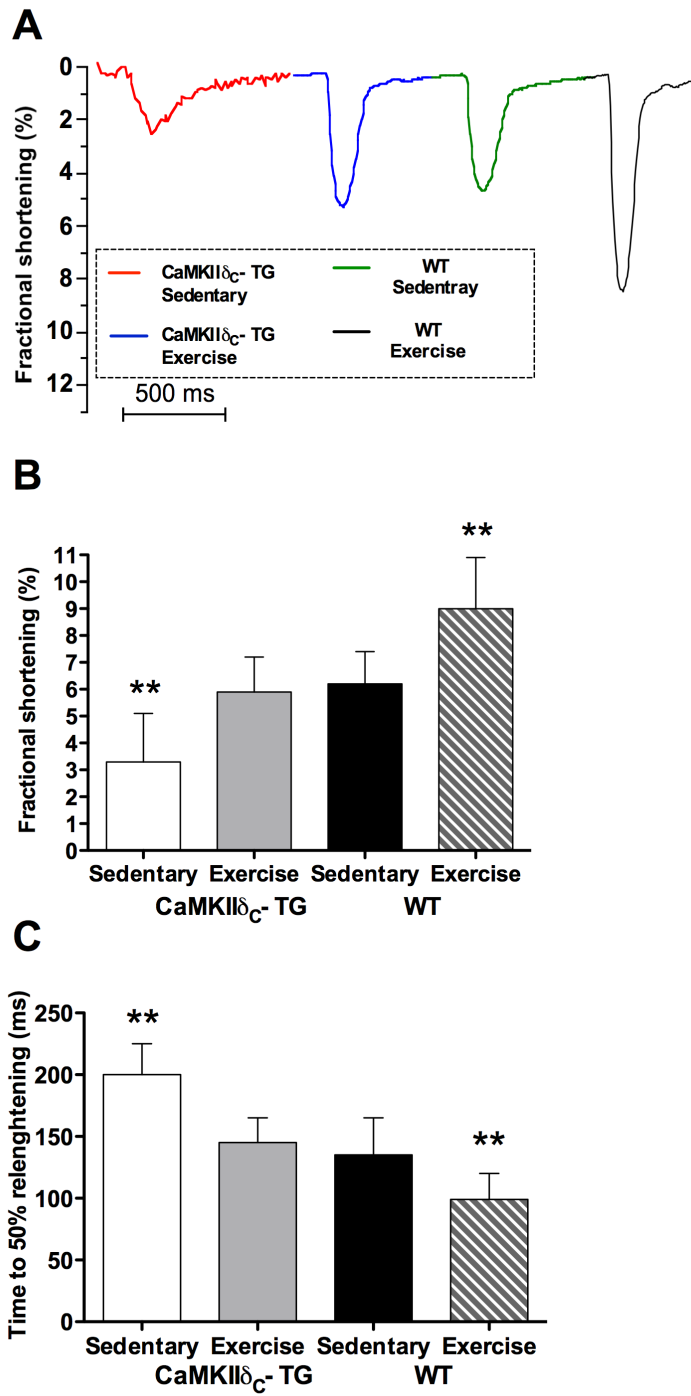 A
Fractional shortening (%)
0
2
4
6
8
10
12
CaMKIIδC- TG
Sedentary
WT
Sedentray
CaMKIIδC- TG
Exercise
WT
Exercise
500 ms
B
Fractional shortening (%)
11
10
9
8
7
6
5
4
3
2
1
0
**
**
Sedentary Exercise Sedentary Exercise
CaMKIIδC- TG WT
C
Time to 50% relenghtening (ms)
250
200
150
100
50
0
**
**
Sedentary Exercise Sedentary Exercise
CaMKIIδC- TG WT